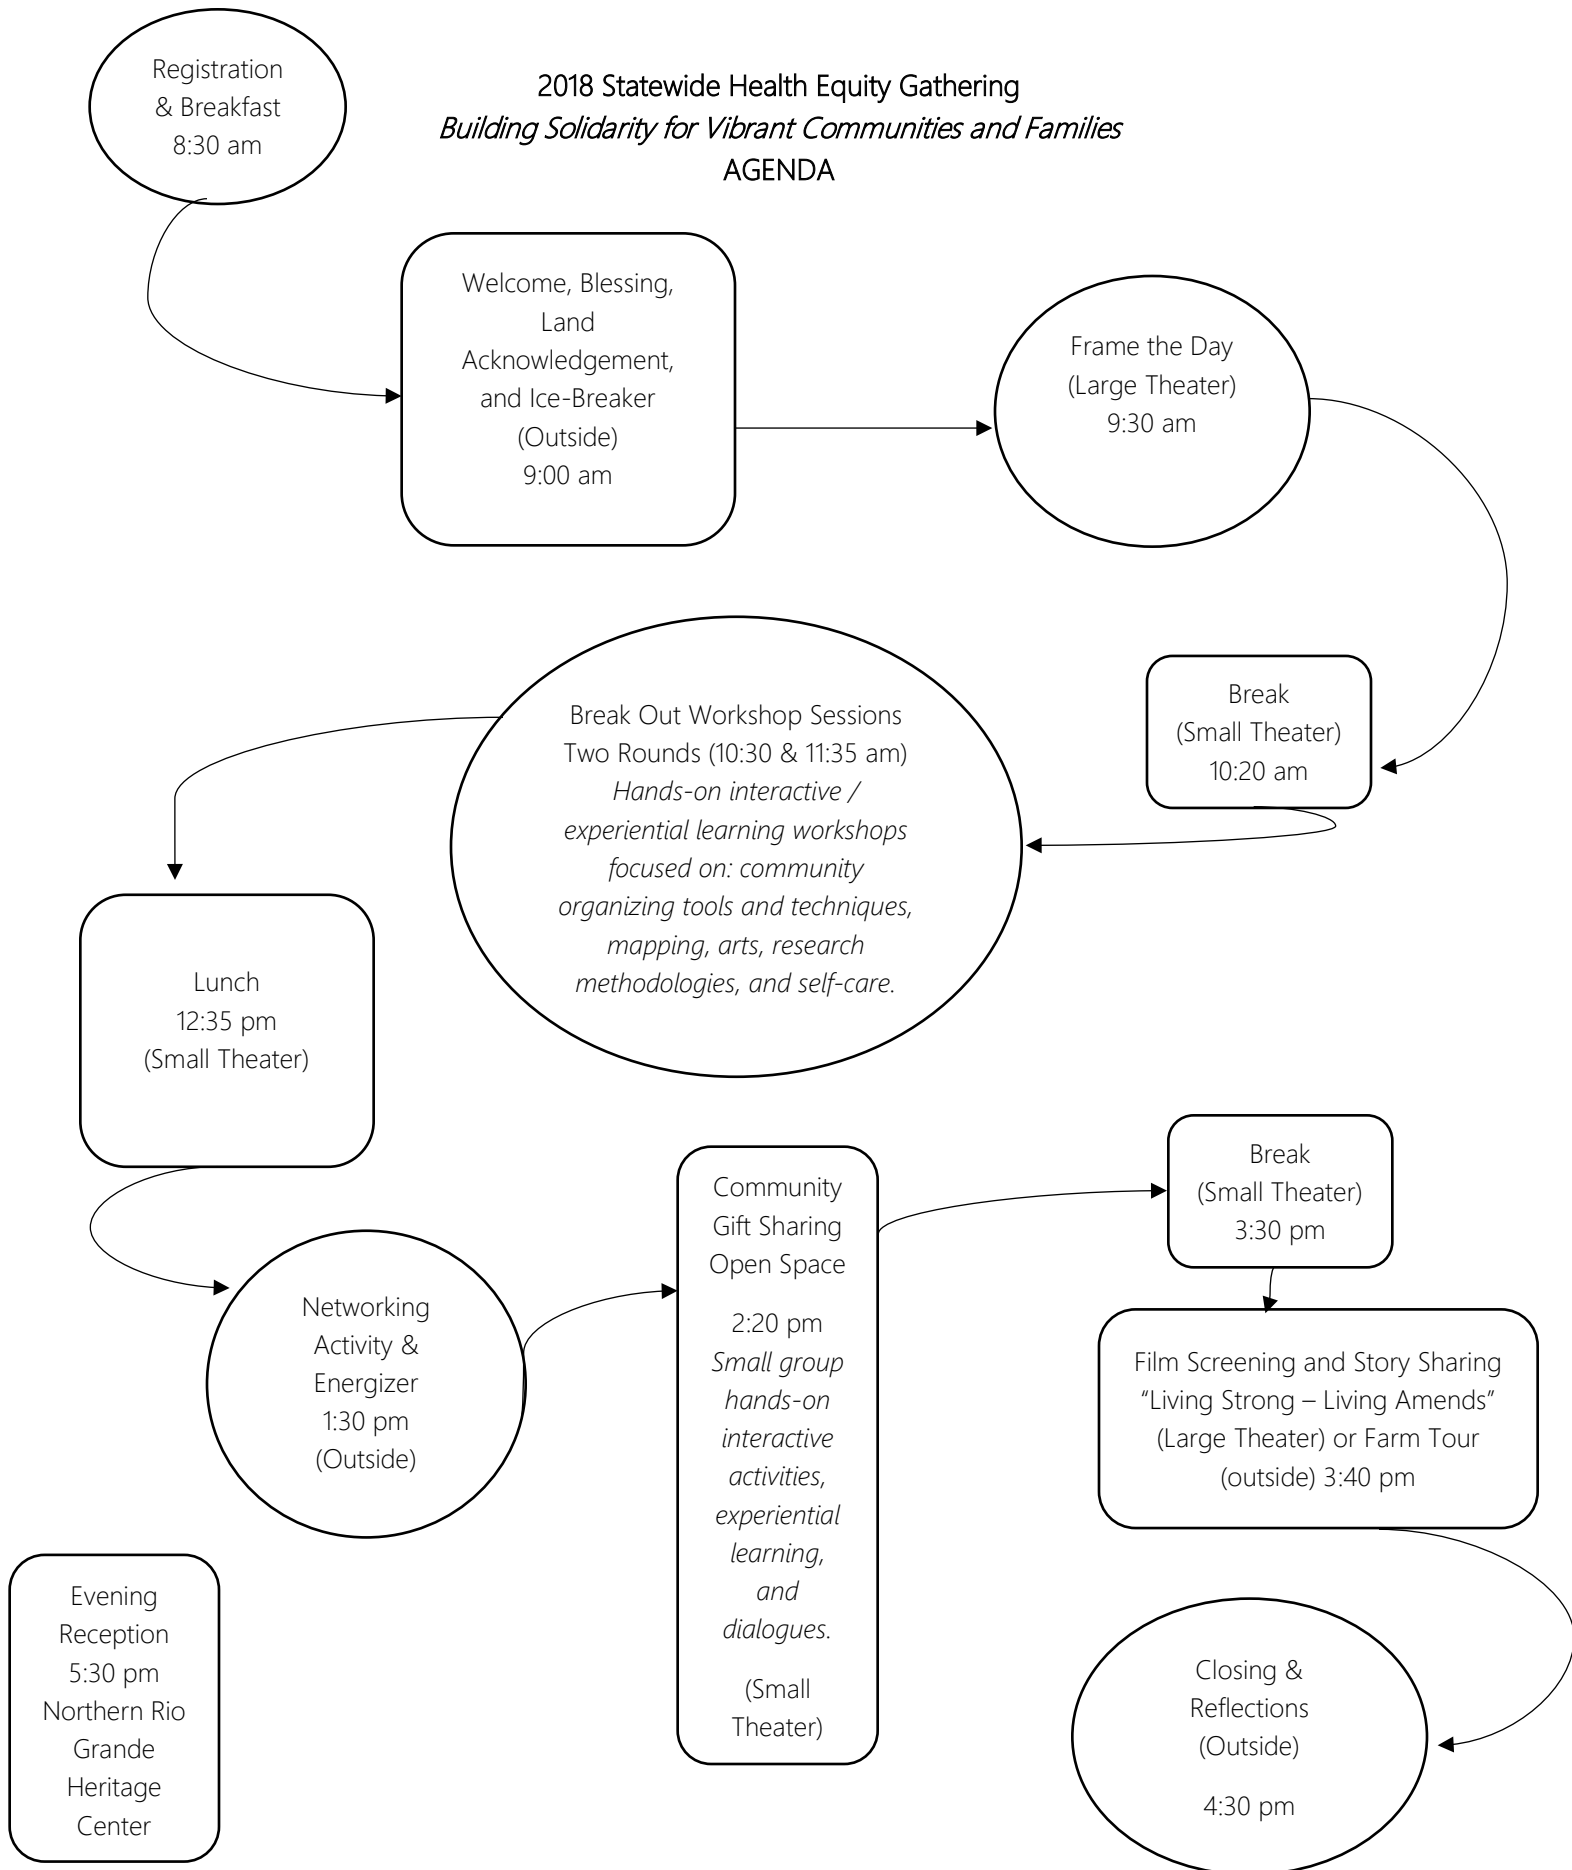 Registration
& Breakfast
8:30 am
2018 Statewide Health Equity Gathering
Building Solidarity for Vibrant Communities and Families
AGENDA
Welcome, Blessing,
Land
Acknowledgement,
and Ice-Breaker
(Outside)
9:00 am
Frame the Day
(Large Theater)
9:30 am
Break
(Small Theater)
10:20 am
Break Out Workshop Sessions
Two Rounds (10:30 & 11:35 am)
Hands-on interactive /
experiential learning workshops
focused on: community
organizing tools and techniques,
mapping, arts, research
methodologies, and self-care.
Lunch
12:35 pm
(Small Theater)
Networking
Activity &
Energizer
1:30 pm
(Outside)
Community
Gift Sharing
Open Space
2:20 pm
Small group
hands-on
interactive
activities,
experiential
learning,
and
dialogues.
(Small
Theater)
Break
(Small Theater)
3:30 pm
Film Screening and Story Sharing
“Living Strong – Living Amends”
(Large Theater) or Farm Tour
(outside) 3:40 pm
Closing &
Reflections
(Outside)
4:30 pm
Evening
Reception
5:30 pm
Northern Rio
Grande
Heritage
Center